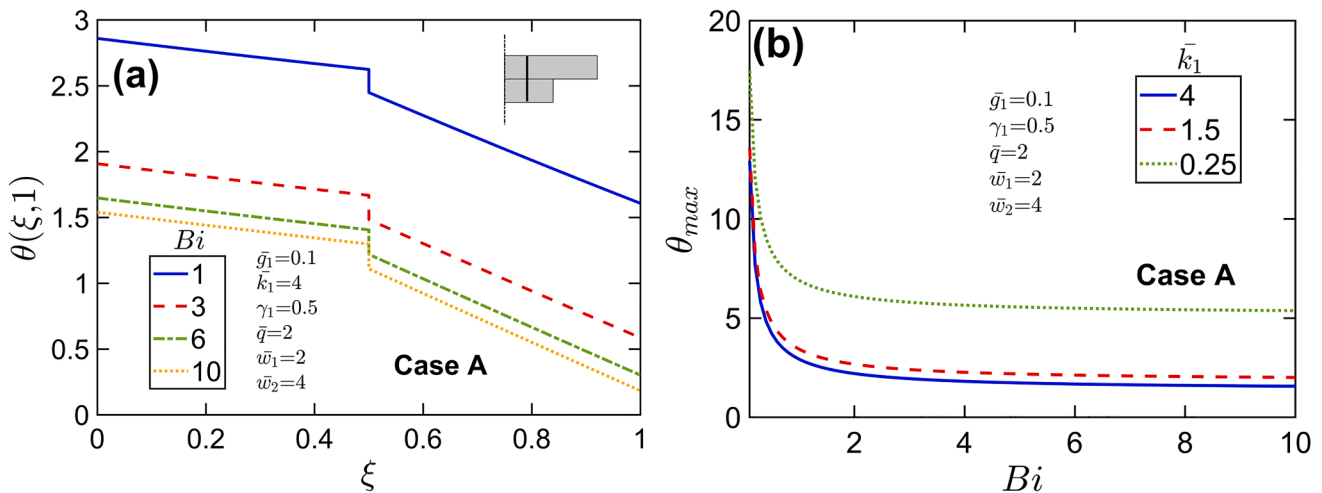 (a)
θ(ξ,1)
3
2.5
2
1.5
1
0.5
0
Bi
1
3
6
10
ḡ₁=0.1
k̄₁=4
γ₁=0.5
q̄=2
w̄₁=2
w̄₂=4
Case A
0
0.2
0.4
0.6
0.8
1
ξ
(b)
θmax
20
15
10
5
0
ḡ₁=0.1
γ₁=0.5
q̄=2
w̄₁=2
w̄₂=4
k̄₁
4
1.5
0.25
Case A
2
4
6
8
10
Bi